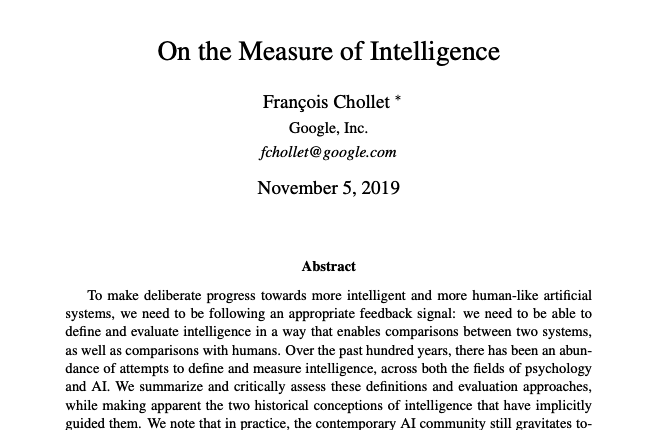 On the Measure of Intelligence
François Chollet *
Google, Inc.
fchollet@google.com
November 5, 2019
Abstract
To make deliberate progress towards more intelligent and more human-like artificial
systems, we need to be following an appropriate feedback signal: we need to be able to
define and evaluate intelligence in a way that enables comparisons between two systems,
as well as comparisons with humans. Over the past hundred years, there has been an abun-
dance of attempts to define and measure intelligence, across both the fields of psychology
and AI. We summarize and critically assess these definitions and evaluation approaches,
while making apparent the two historical conceptions of intelligence that have implicitly
guided them. We note that in practice, the contemporary AI community still gravitates to-